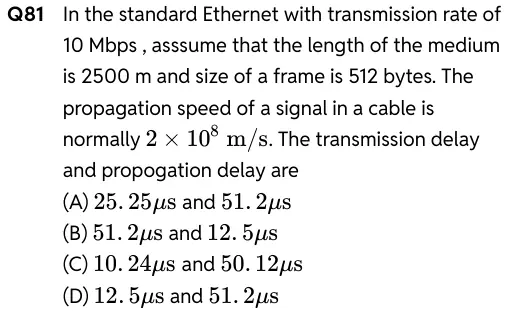 Q81 In the standard Ethernet with transmission rate of
10 Mbps , asssume that the length of the medium
is 2500 m and size of a frame is 512 bytes. The
propagation speed of a signal in a cable is
normally 2 × 10⁸ m/s. The transmission delay
and propogation delay are
(A) 25. 25μs and 51. 2μs
(B) 51. 2μs and 12. 5μs
(C) 10. 24μs and 50. 12μs
(D) 12. 5μs and 51. 2μs